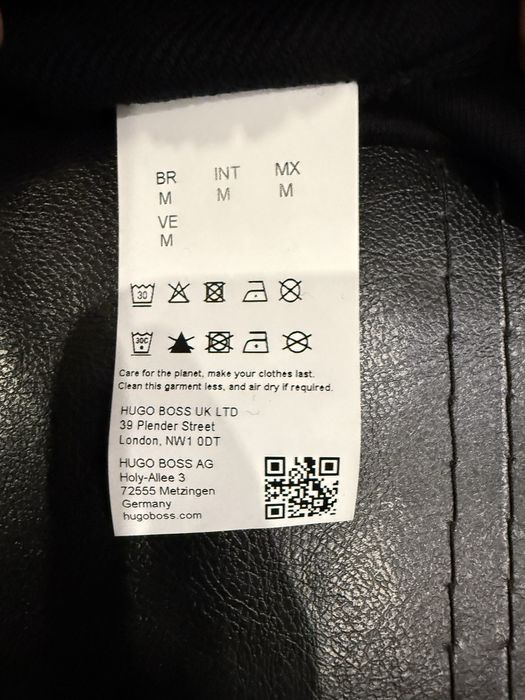 BR INT MX
M M M
VE
M
30
30C
Care for the planet, make your clothes last.
Clean this garment less, and air dry if required.
HUGO BOSS UK LTD
39 Plender Street
London, NW1 0DT
HUGO BOSS AG
Holy-Allee 3
72555 Metzingen
Germany
hugoboss.com